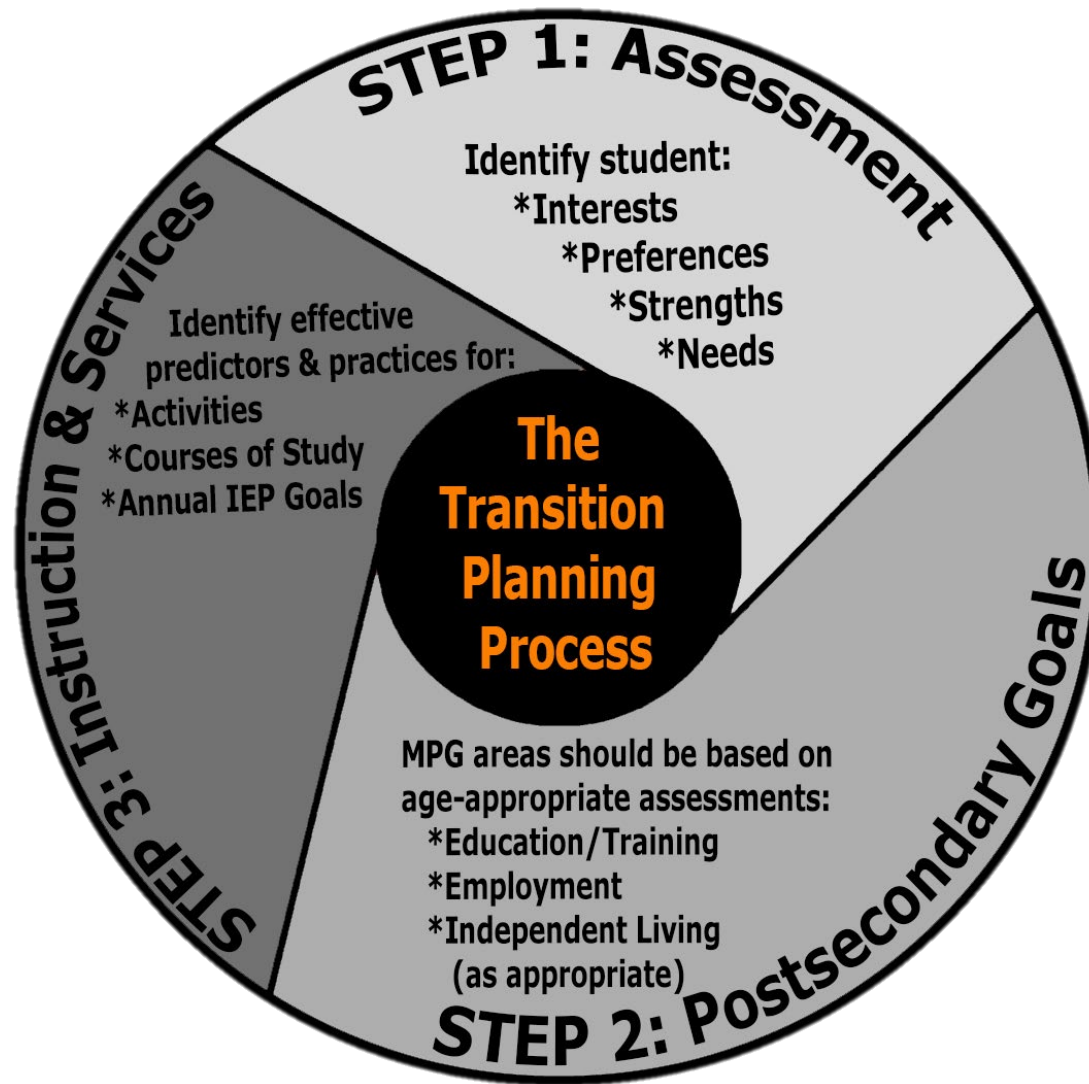 The
Transition
Planning
Process
STEP 1: Assessment
Identify student:
*Interests
*Preferences
*Strengths
*Needs
STEP 2: Postsecondary Goals
MPG areas should be based on
age-appropriate assessments:
*Education/Training
*Employment
*Independent Living
(as appropriate)
STEP 3: Instruction & Services
Identify effective
predictors & practices for:
*Activities
*Courses of Study
*Annual IEP Goals